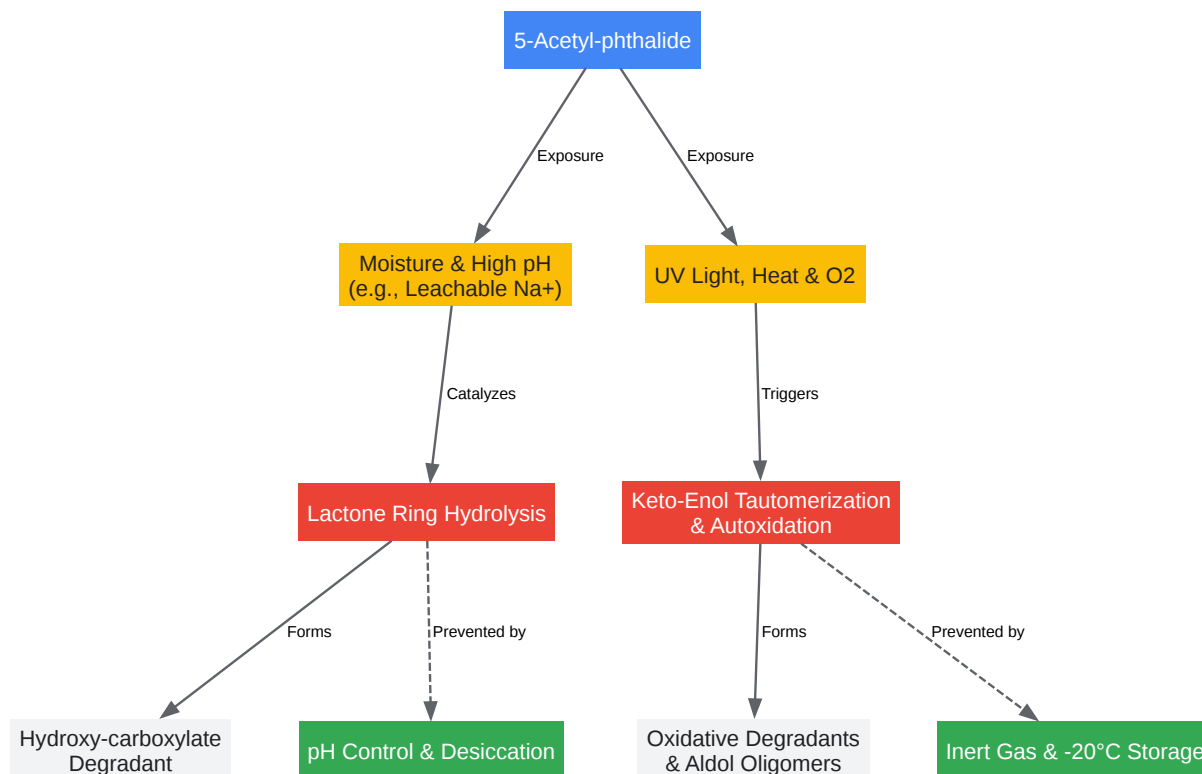 5-Acetyl-phthalide
Exposure
Exposure
Moisture & High pH
(e.g., Leachable Na+)
UV Light, Heat & O2
Catalyzes
Triggers
Lactone Ring Hydrolysis
Keto-Enol Tautomerization
& Autoxidation
Forms
Prevented by
Forms
Prevented by
Hydroxy-carboxylate
Degradant
pH Control & Desiccation
Oxidative Degradants
& Aldol Oligomers
Inert Gas & -20°C Storage